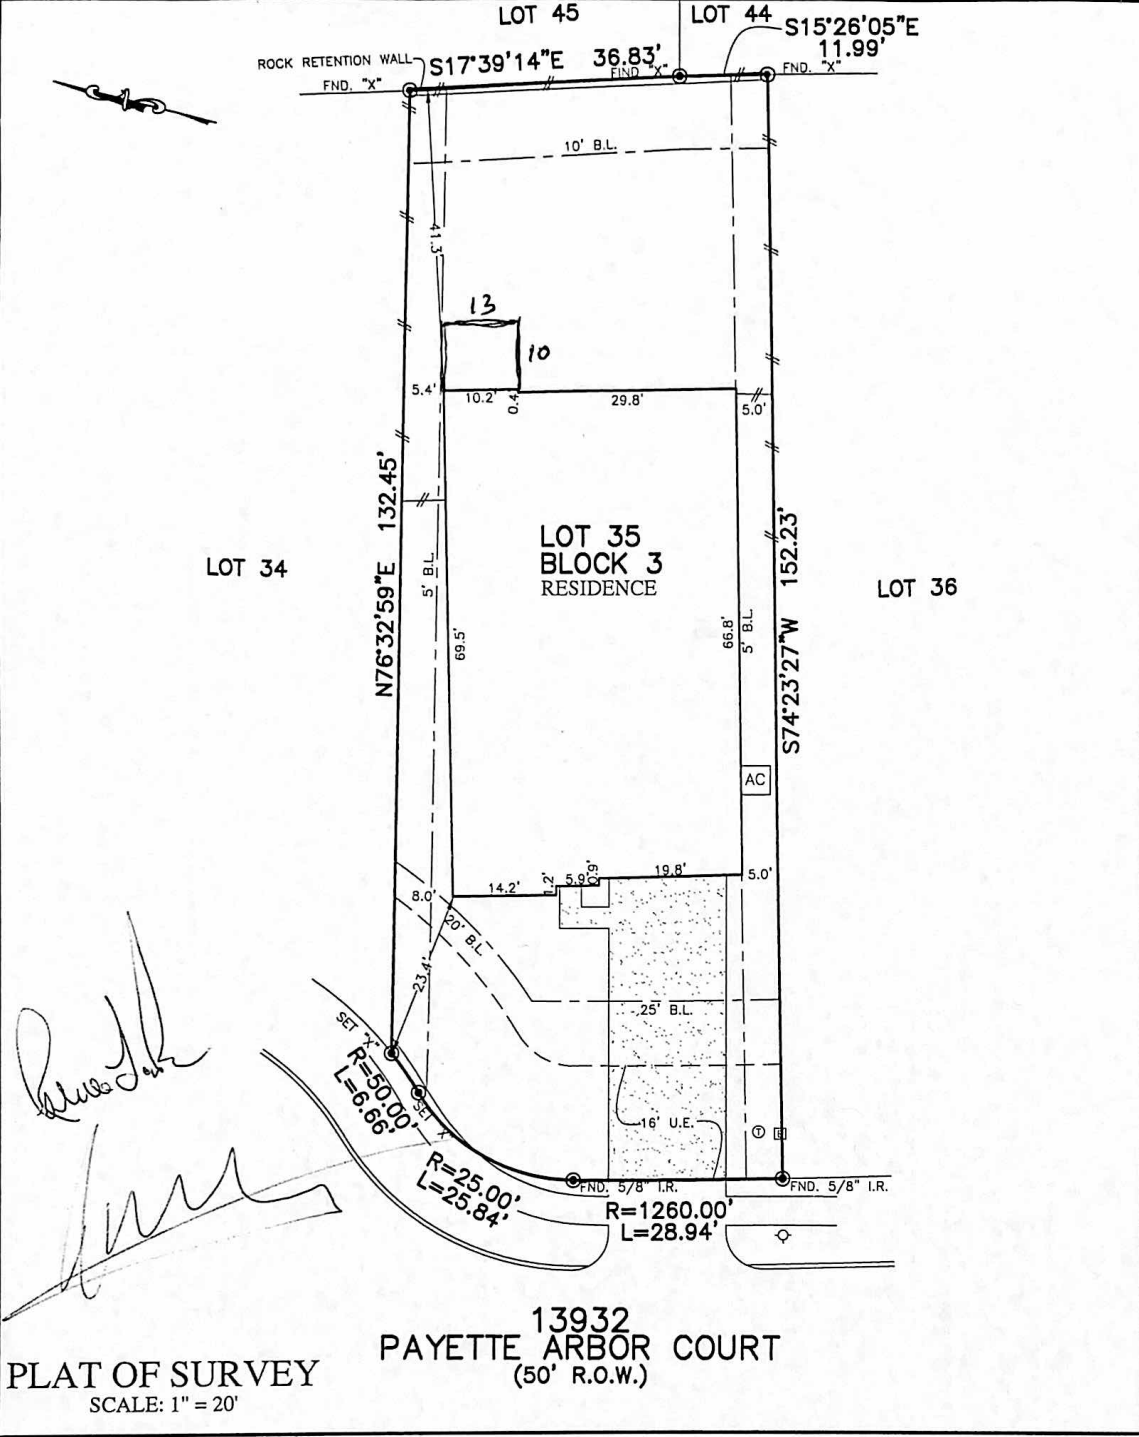 LOT 45
LOT 44
S15°26'05"E
11.99'
ROCK RETENTION WALL
S17°39'14"E 36.83'
FND. "X"
FIND "X"
FND. "X"
10' B.L.
41.3'
13
10
5.4'
10.2'
0.4
29.8'
5.0'
N76°32'59"E 132.45'
LOT 34
5' B.L.
69.5'
LOT 35
BLOCK 3
RESIDENCE
66.8'
5' B.L.
S74°23'27"W 152.23'
LOT 36
AC
8.0'
14.2'
1.2'
5.9'
0.9'
19.8'
5.0'
20' B.L.
23.4'
25' B.L.
SET "X"
R=50.00'
L=6.66'
SET "X"
16' U.E.
T
E
R=25.00'
L=25.84'
FND. 5/8" I.R.
FND. 5/8" I.R.
R=1260.00'
L=28.94'
13932
PAYETTE ARBOR COURT
(50' R.O.W.)
PLAT OF SURVEY
SCALE: 1" = 20'